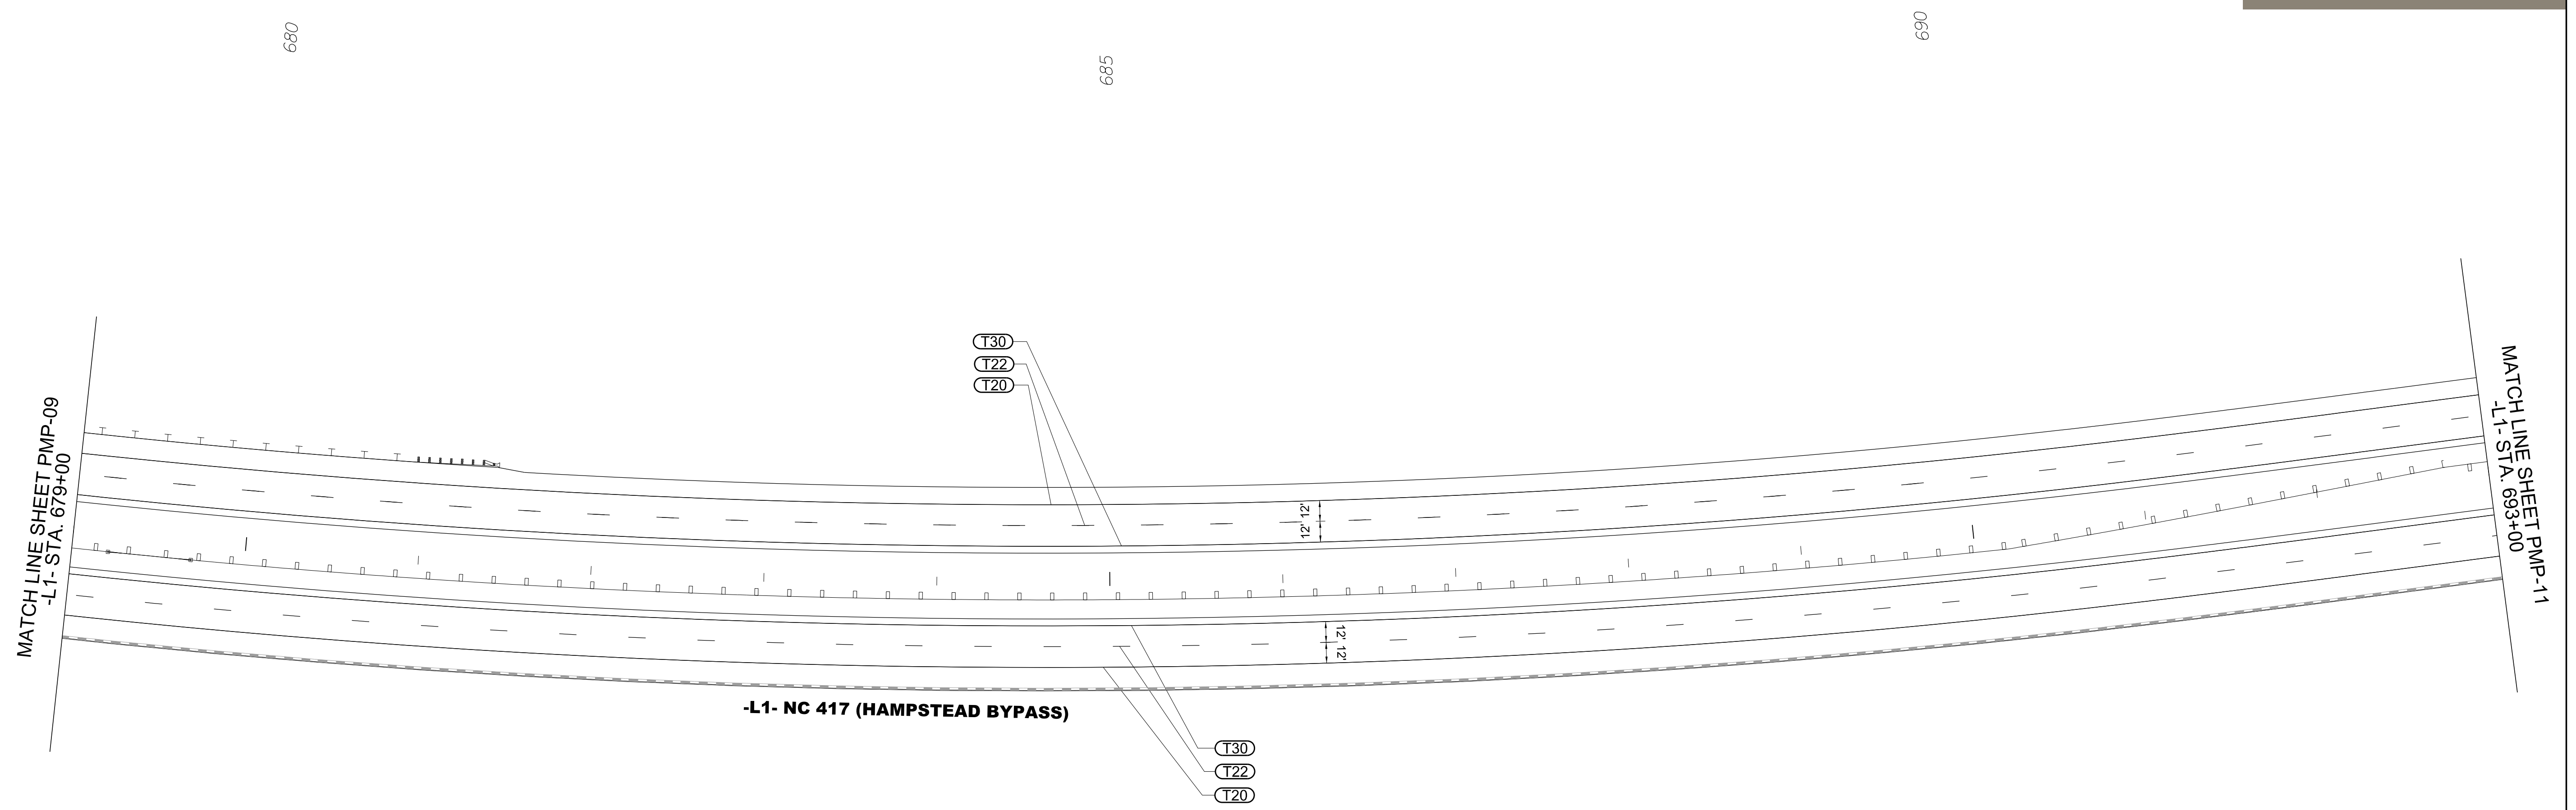 680
685
690
T30
T22
T20
MATCH LINE SHEET PMP-09
-L1- STA. 679+00
MATCH LINE SHEET PMP-11
-L1- STA. 693+00
12' 12'
12' 12'
-L1- NC 417 (HAMPSTEAD BYPASS)
T30
T22
T20